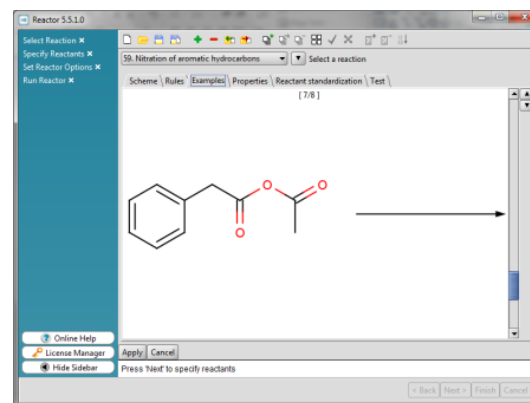 Reactor 5.5.1.0
Select Reaction ✖
Specify Reactants ✖
Set Reactor Options ✖
Run Reactor ✖
59. Nitration of aromatic hydrocarbons
Select a reaction
Scheme \ Rules \ Examples \ Properties \ Reactant standardization \ Test \
[ 7/8 ]
O
O
O
Online Help
License Manager
Hide Sidebar
Apply Cancel
Press 'Next' to specify reactants
< Back Next > Finish Cancel